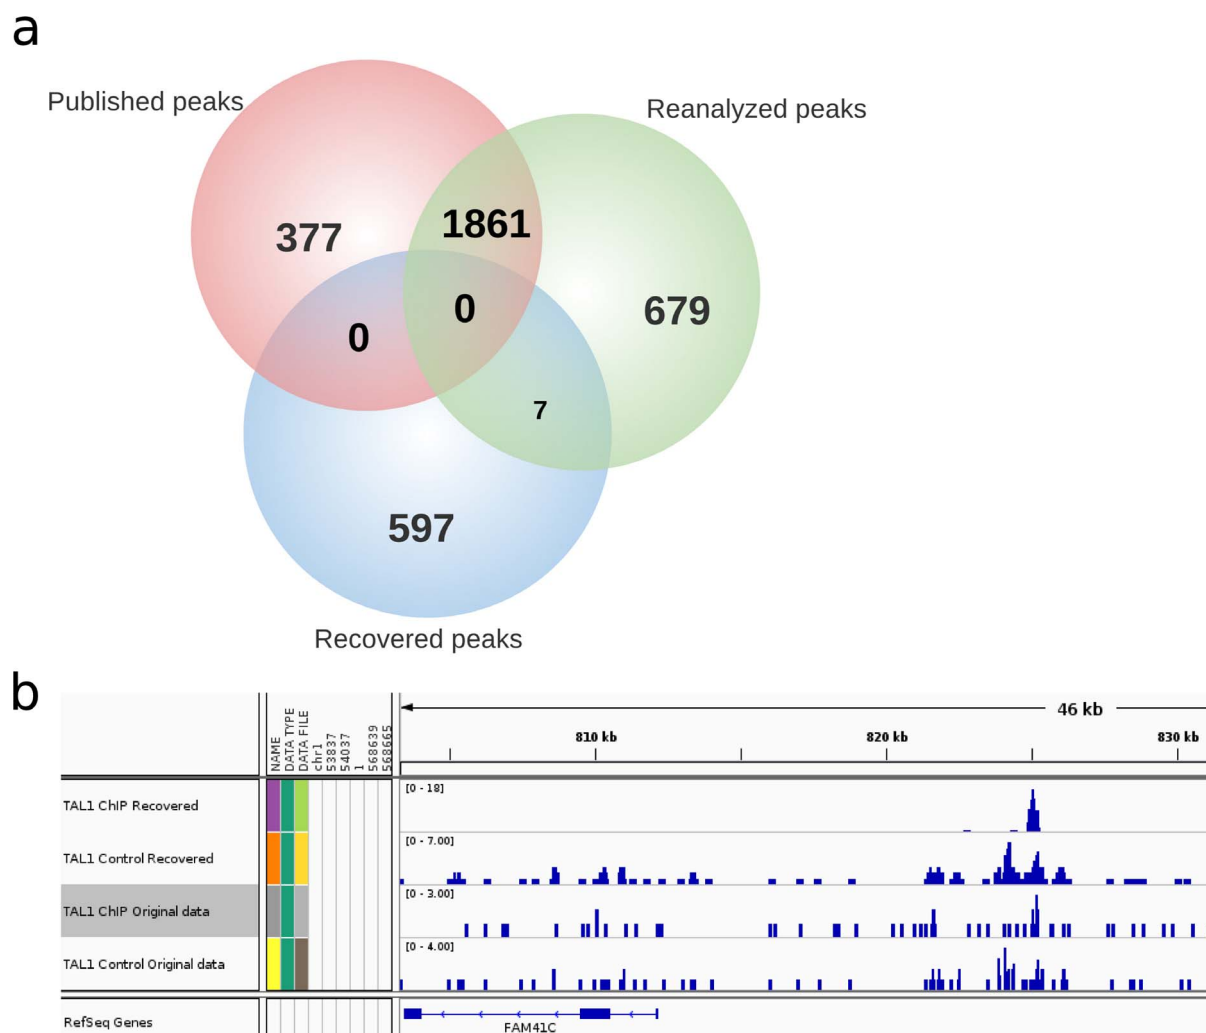 a
Published peaks
Reanalyzed peaks
377
1861
679
0
0
7
597
Recovered peaks
b
NAME
DATA TYPE
DATA FILE
chr1
53837
54037
1
568639
568665
46 kb
810 kb 820 kb 830 kb
TAL1 ChIP Recovered
[0 - 18]
TAL1 Control Recovered
[0 - 7.00]
TAL1 ChIP Original data
[0 - 3.00]
TAL1 Control Original data
[0 - 4.00]
RefSeq Genes
FAM41C